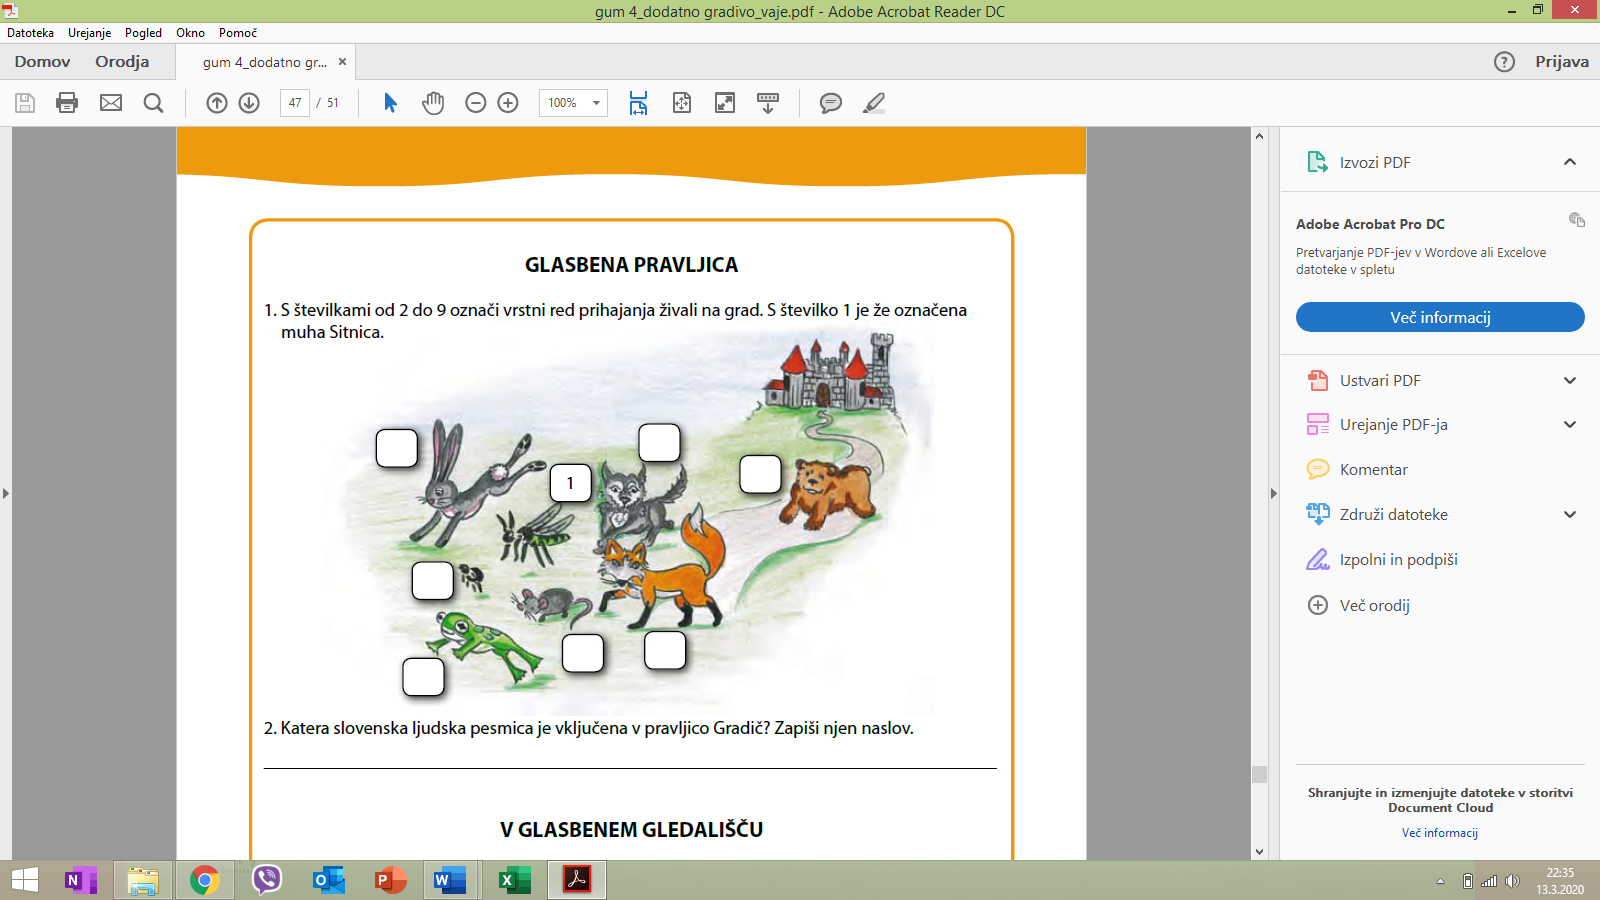 gum 4_dodatno gradivo_vaje.pdf - Adobe Acrobat Reader DC
Datoteka Urejanje Pogled Okno Pomoč
Domov Orodja gum 4_dodatno gr... × ? Prijava
47 / 51 100%
Izvozi PDF
Adobe Acrobat Pro DC
Pretvarjanje PDF-jev v Wordove ali Excelove
datoteke v spletu
Več informacij
Ustvari PDF
Urejanje PDF-ja
Komentar
Združi datoteke
Izpolni in podpiši
Več orodij
Shranjujte in izmenjujte datoteke v storitvi
Document Cloud
Več informacij
GLASBENA PRAVLJICA
1. S številkami od 2 do 9 označi vrstni red prihajanja živali na grad. S številko 1 je že označena
muha Sitnica.
1
2. Katera slovenska ljudska pesmica je vključena v pravljico Gradič? Zapiši njen naslov.
V GLASBENEM GLEDALIŠČU
22:35
13.3.2020